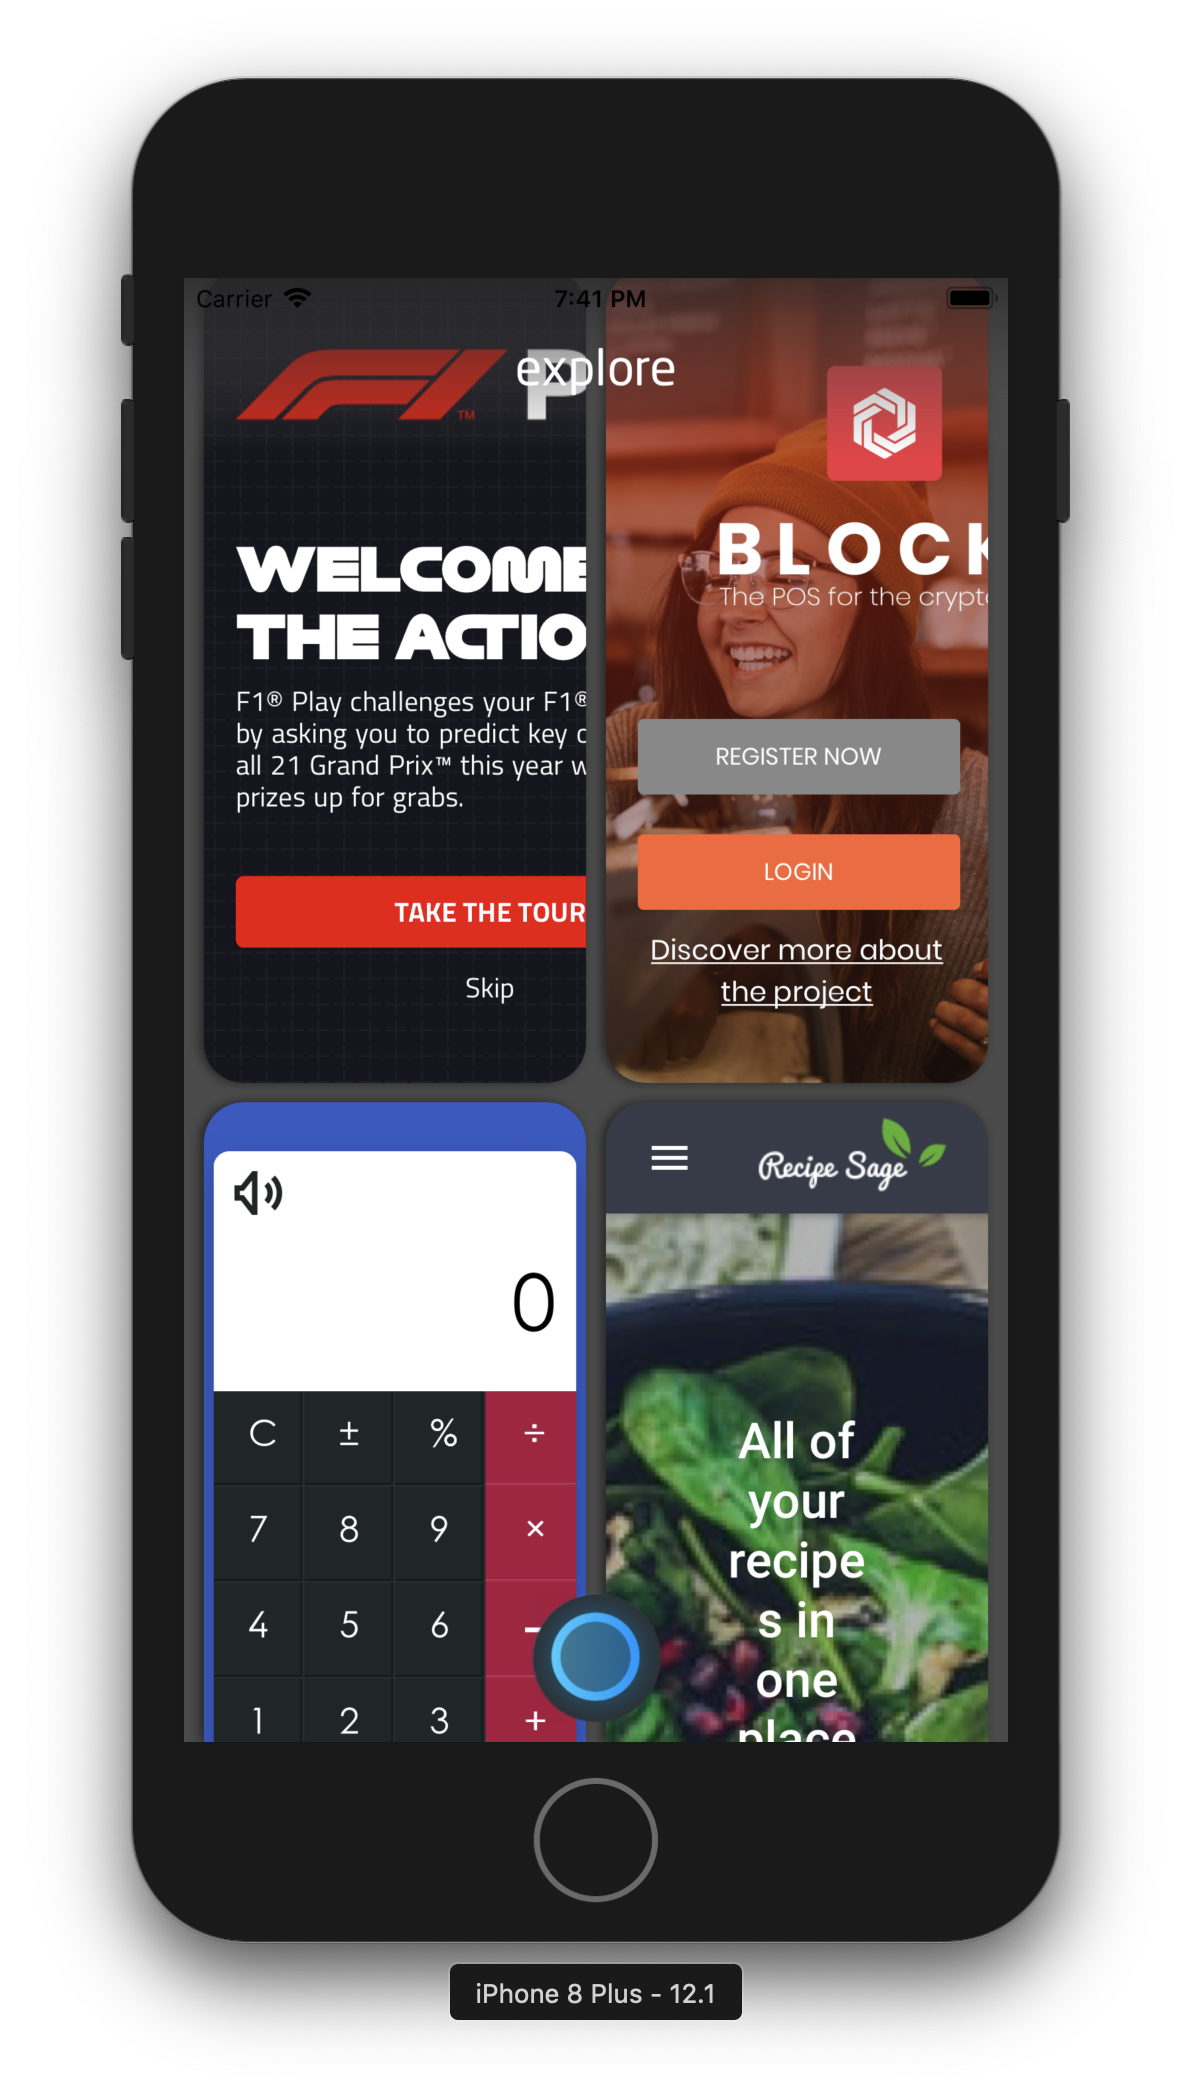 Carrier
7:41 PM
explore
F1 P
TM
WELCOME
THE ACTIO
F1® Play challenges your F1®
by asking you to predict key
all 21 Grand Prix™ this year
prizes up for grabs.
TAKE THE TOUR
Skip
BLOCK
The POS for the crypto
REGISTER NOW
LOGIN
Discover more about
the project
0
C ± % ÷
7 8 9 ×
4 5 6 −
1 2 3 +
Recipe Sage
All of
your
recipe
s in
one
place
iPhone 8 Plus - 12.1